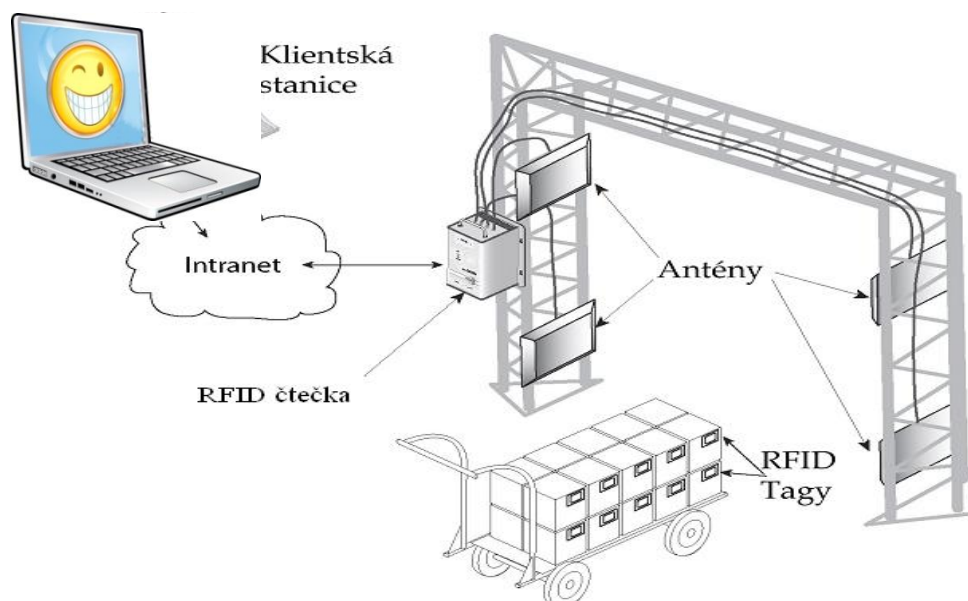 Klientská
stanice
Intranet
Antény
RFID čtečka
RFID
Tagy